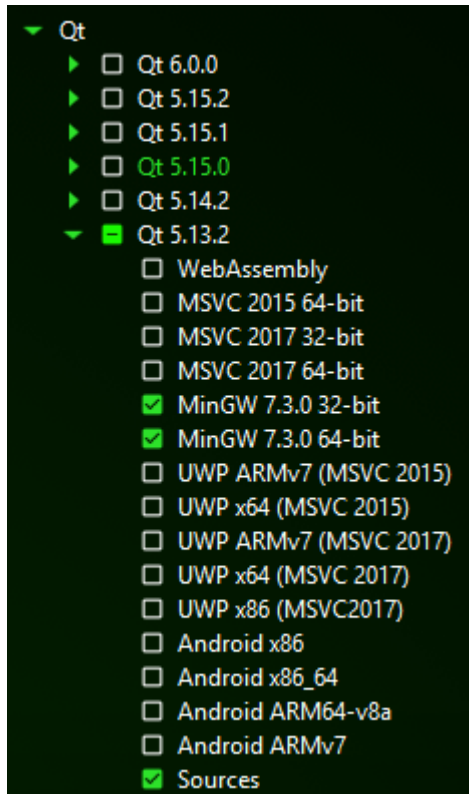 Qt
Qt 6.0.0
Qt 5.15.2
Qt 5.15.1
Qt 5.15.0
Qt 5.14.2
Qt 5.13.2
WebAssembly
MSVC 2015 64-bit
MSVC 2017 32-bit
MSVC 2017 64-bit
MinGW 7.3.0 32-bit
MinGW 7.3.0 64-bit
UWP ARMv7 (MSVC 2015)
UWP x64 (MSVC 2015)
UWP ARMv7 (MSVC 2017)
UWP x64 (MSVC 2017)
UWP x86 (MSVC2017)
Android x86
Android x86_64
Android ARM64-v8a
Android ARMv7
Sources